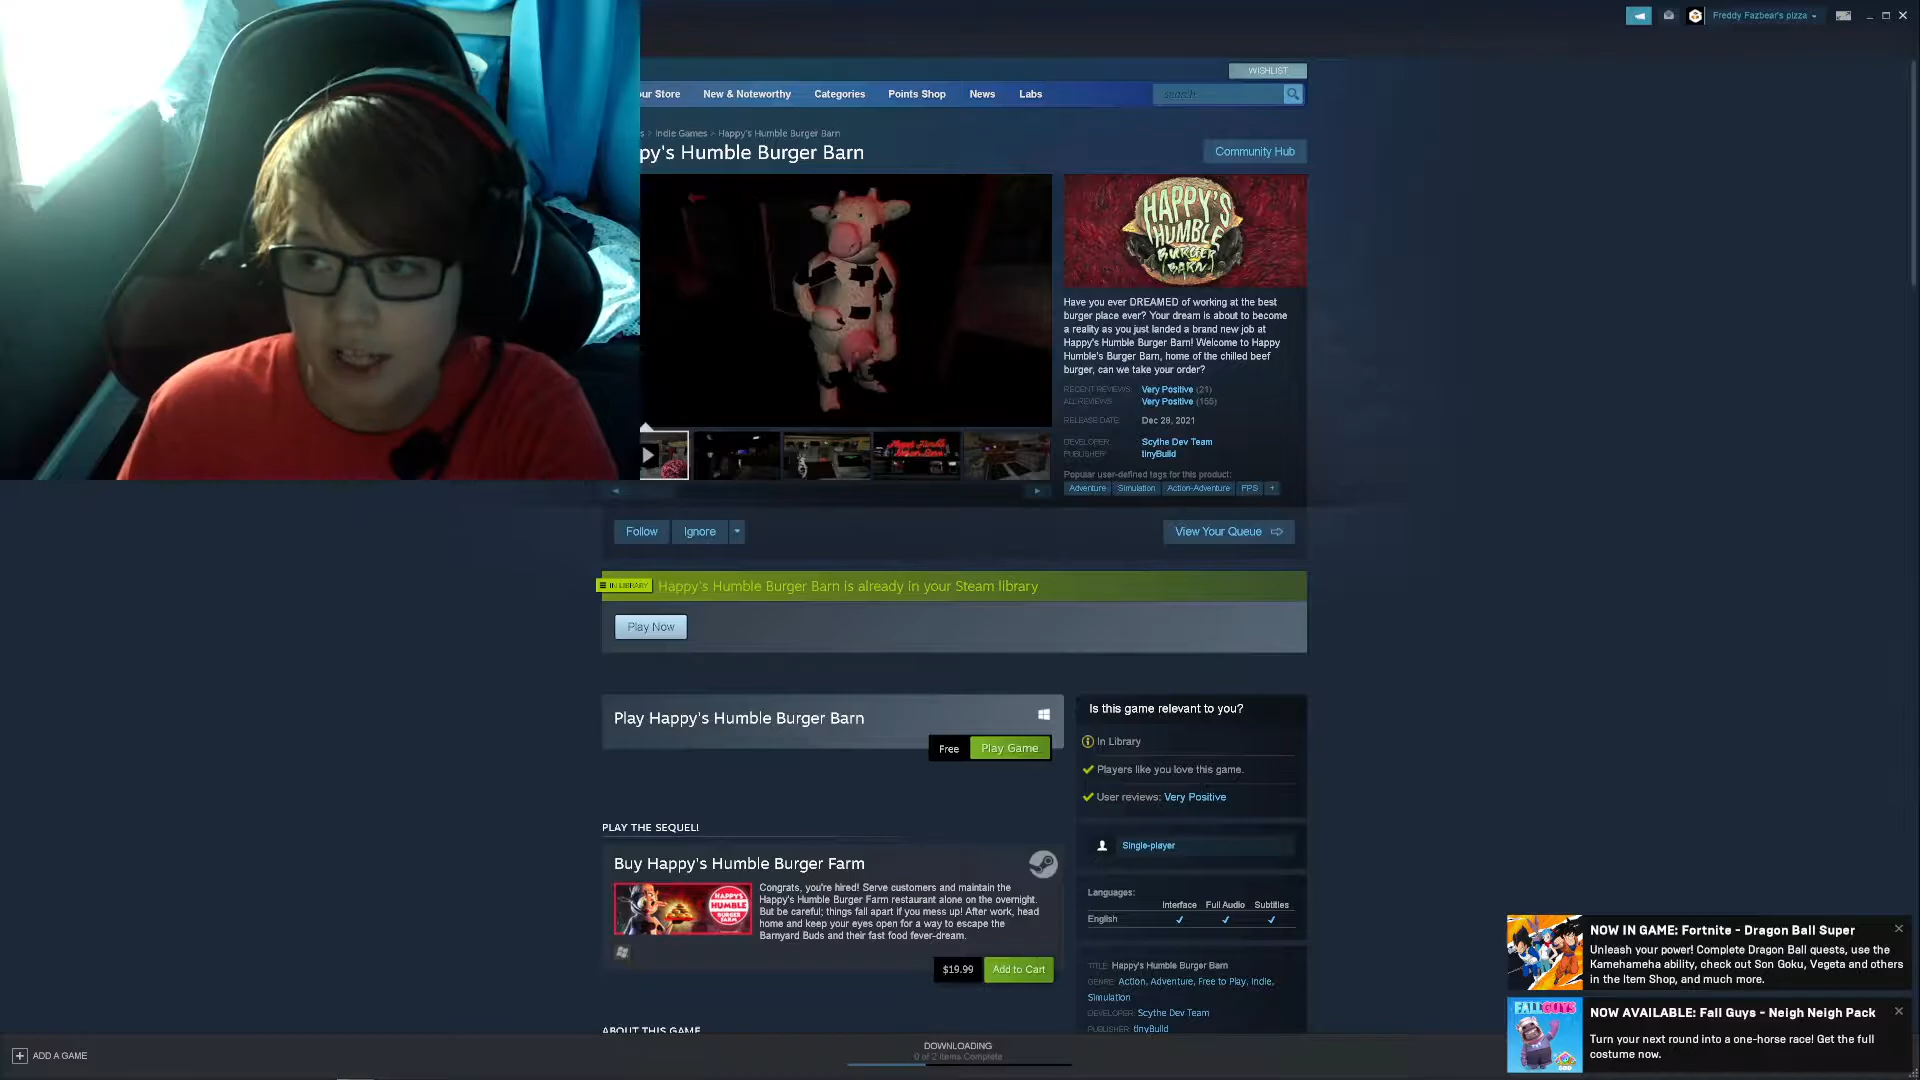 Freddy Fazbear's pizza
WISHLIST
ur Store
New & Noteworthy
Categories
Points Shop
News
Labs
search
s > Indie Games > Happy's Humble Burger Barn
py's Humble Burger Barn
Community Hub
HAPPY'S
HUMBLE
BURGER
BARN
Have you ever DREAMED of working at the best
burger place ever? Your dream is about to become
a reality as you just landed a brand new job at
Happy's Humble Burger Barn! Welcome to Happy
Humble's Burger Barn, home of the chilled beef
burger, can we take your order?
RECENT REVIEWS: Very Positive (21)
ALL REVIEWS: Very Positive (155)
RELEASE DATE: Dec 28, 2021
DEVELOPER: Scythe Dev Team
PUBLISHER: tinyBuild
Popular user-defined tags for this product:
Adventure Simulation Action-Adventure FPS +
Follow
Ignore
View Your Queue
IN LIBRARY
Happy's Humble Burger Barn is already in your Steam library
Play Now
Play Happy's Humble Burger Barn
Free
Play Game
Is this game relevant to you?
In Library
Players like you love this game.
User reviews: Very Positive
PLAY THE SEQUEL!
Buy Happy's Humble Burger Farm
HAPPY'S
HUMBLE
BURGER
FARM
Congrats, you're hired! Serve customers and maintain the
Happy's Humble Burger Farm restaurant alone on the overnight.
But be careful; things fall apart if you mess up! After work, head
home and keep your eyes open for a way to escape the
Barnyard Buds and their fast food fever-dream.
$19.99
Add to Cart
Single-player
Languages:
Interface Full Audio Subtitles
English ✔ ✔ ✔
TITLE: Happy's Humble Burger Barn
GENRE: Action, Adventure, Free to Play, Indie,
Simulation
DEVELOPER: Scythe Dev Team
PUBLISHER: tinyBuild
ABOUT THIS GAME
NOW IN GAME: Fortnite - Dragon Ball Super
Unleash your power! Complete Dragon Ball quests, use the
Kamehameha ability, check out Son Goku, Vegeta and others
in the Item Shop, and much more.
FALL GUYS
NOW AVAILABLE: Fall Guys - Neigh Neigh Pack
Turn your next round into a one-horse race! Get the full
costume now.
ADD A GAME
DOWNLOADING
0 of 2 Items Complete